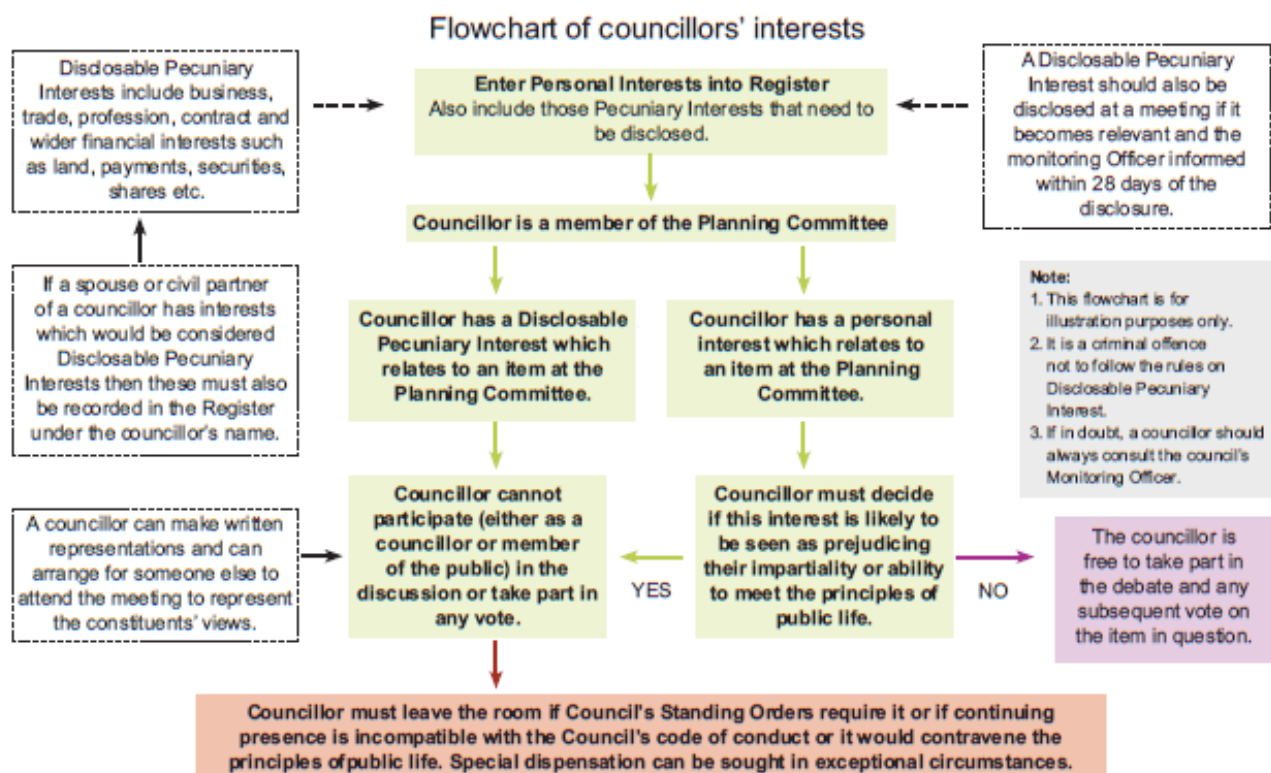 Flowchart of councillors' interests
Disclosable Pecuniary
Interests include business,
trade, profession, contract and
wider financial interests such
as land, payments, securities,
shares etc.
Enter Personal Interests into Register
Also include those Pecuniary Interests that need to
be disclosed.
A Disclosable Pecuniary
Interest should also be
disclosed at a meeting if it
becomes relevant and the
monitoring Officer informed
within 28 days of the
disclosure.
Councillor is a member of the Planning Committee
If a spouse or civil partner
of a councillor has interests
which would be considered
Disclosable Pecuniary
Interests then these must also
be recorded in the Register
under the councillor's name.
Councillor has a Disclosable
Pecuniary Interest which
relates to an item at the
Planning Committee.
Councillor has a personal
interest which relates to
an item at the Planning
Committee.
Note:
1. This flowchart is for
illustration purposes only.
2. It is a criminal offence
not to follow the rules on
Disclosable Pecuniary
Interest.
3. If in doubt, a councillor should
always consult the council's
Monitoring Officer.
A councillor can make written
representations and can
arrange for someone else to
attend the meeting to represent
the constituents' views.
Councillor cannot
participate (either as a
councillor or member
of the public) in the
discussion or take part in
any vote.
YES
Councillor must decide
if this interest is likely to
be seen as prejudicing
their impartiality or ability
to meet the principles of
public life.
NO
The councillor is
free to take part in
the debate and any
subsequent vote on
the item in question.
Councillor must leave the room if Council's Standing Orders require it or if continuing
presence is incompatible with the Council's code of conduct or it would contravene the
principles of public life. Special dispensation can be sought in exceptional circumstances.